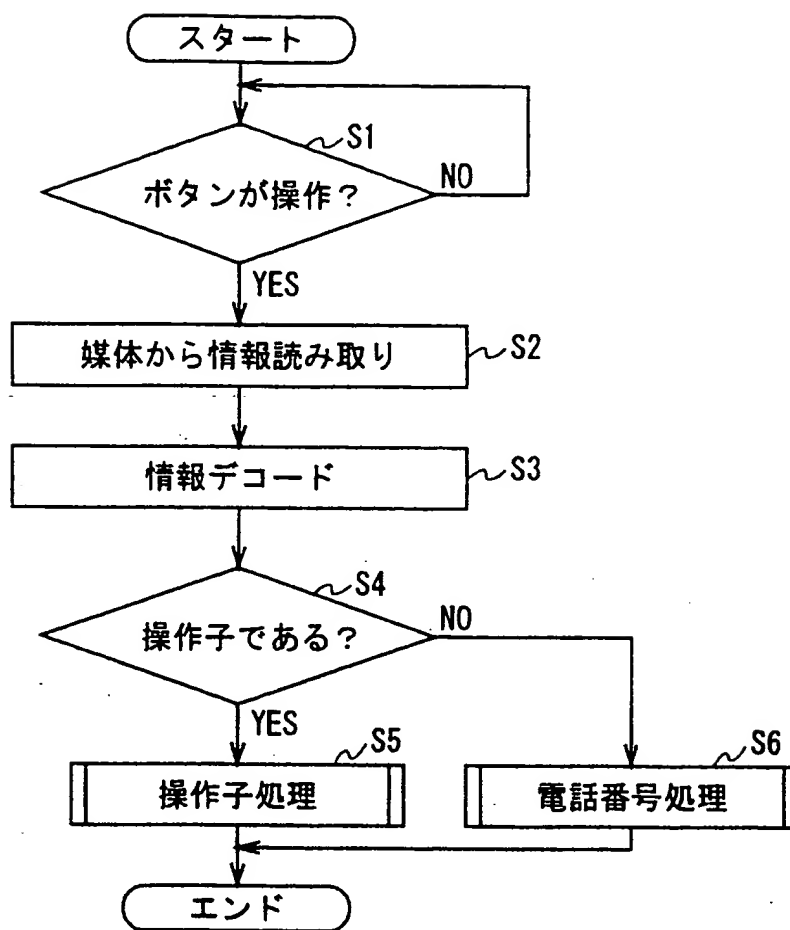 スタート
S1
ボタンが操作?
NO
YES
媒体から情報読み取り
S2
情報デコード
S3
S4
操作子である?
NO
YES
S5
操作子処理
S6
電話番号処理
エンド